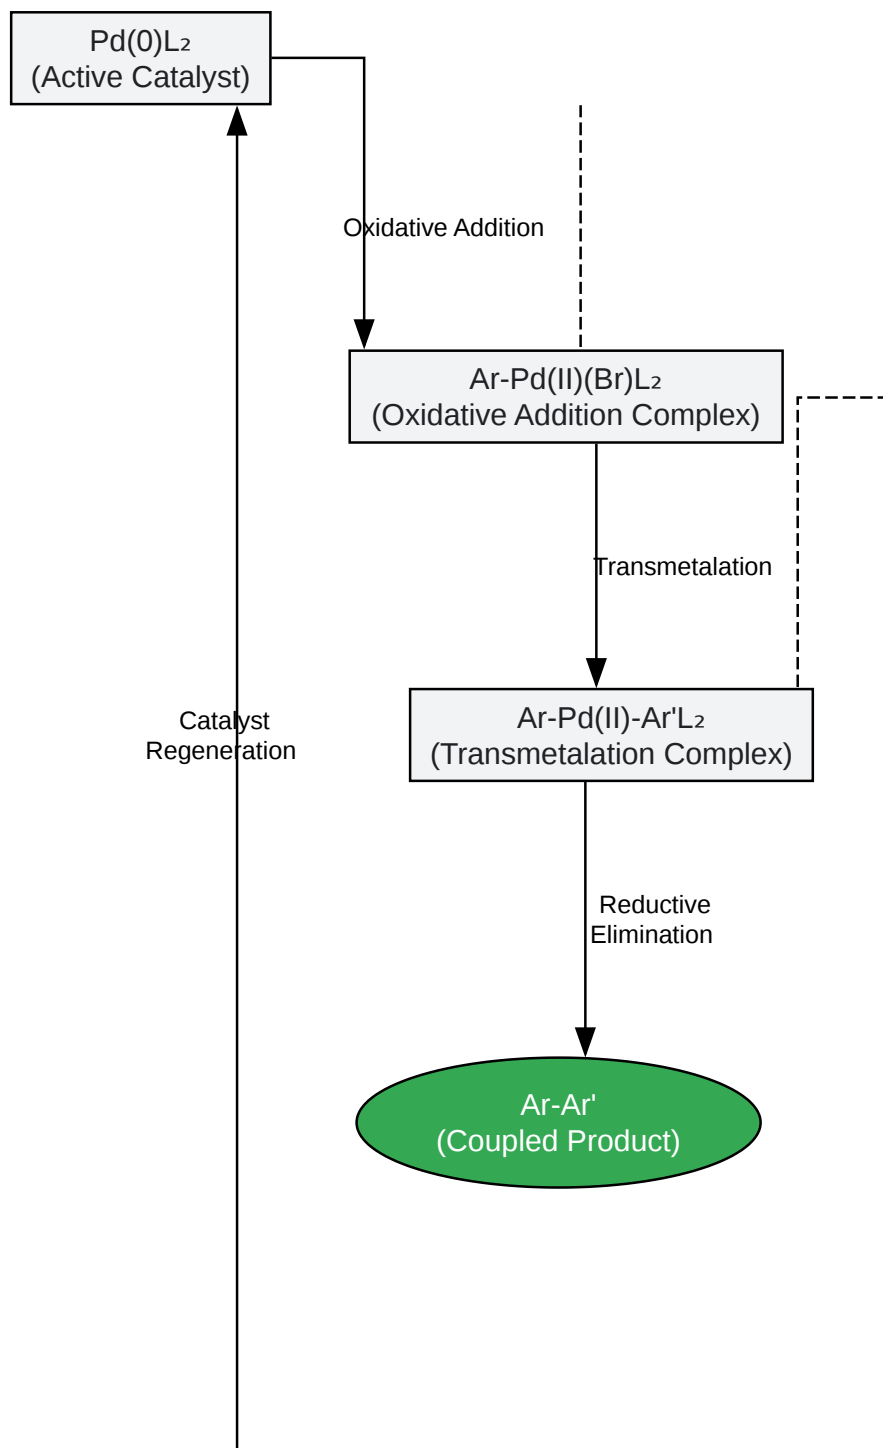 Pd(0)L₂
(Active Catalyst)
Oxidative Addition
Ar-Pd(II)(Br)L₂
(Oxidative Addition Complex)
Transmetalation
Ar-Pd(II)-Ar'L₂
(Transmetalation Complex)
Catalyst
Regeneration
Reductive
Elimination
Ar-Ar'
(Coupled Product)